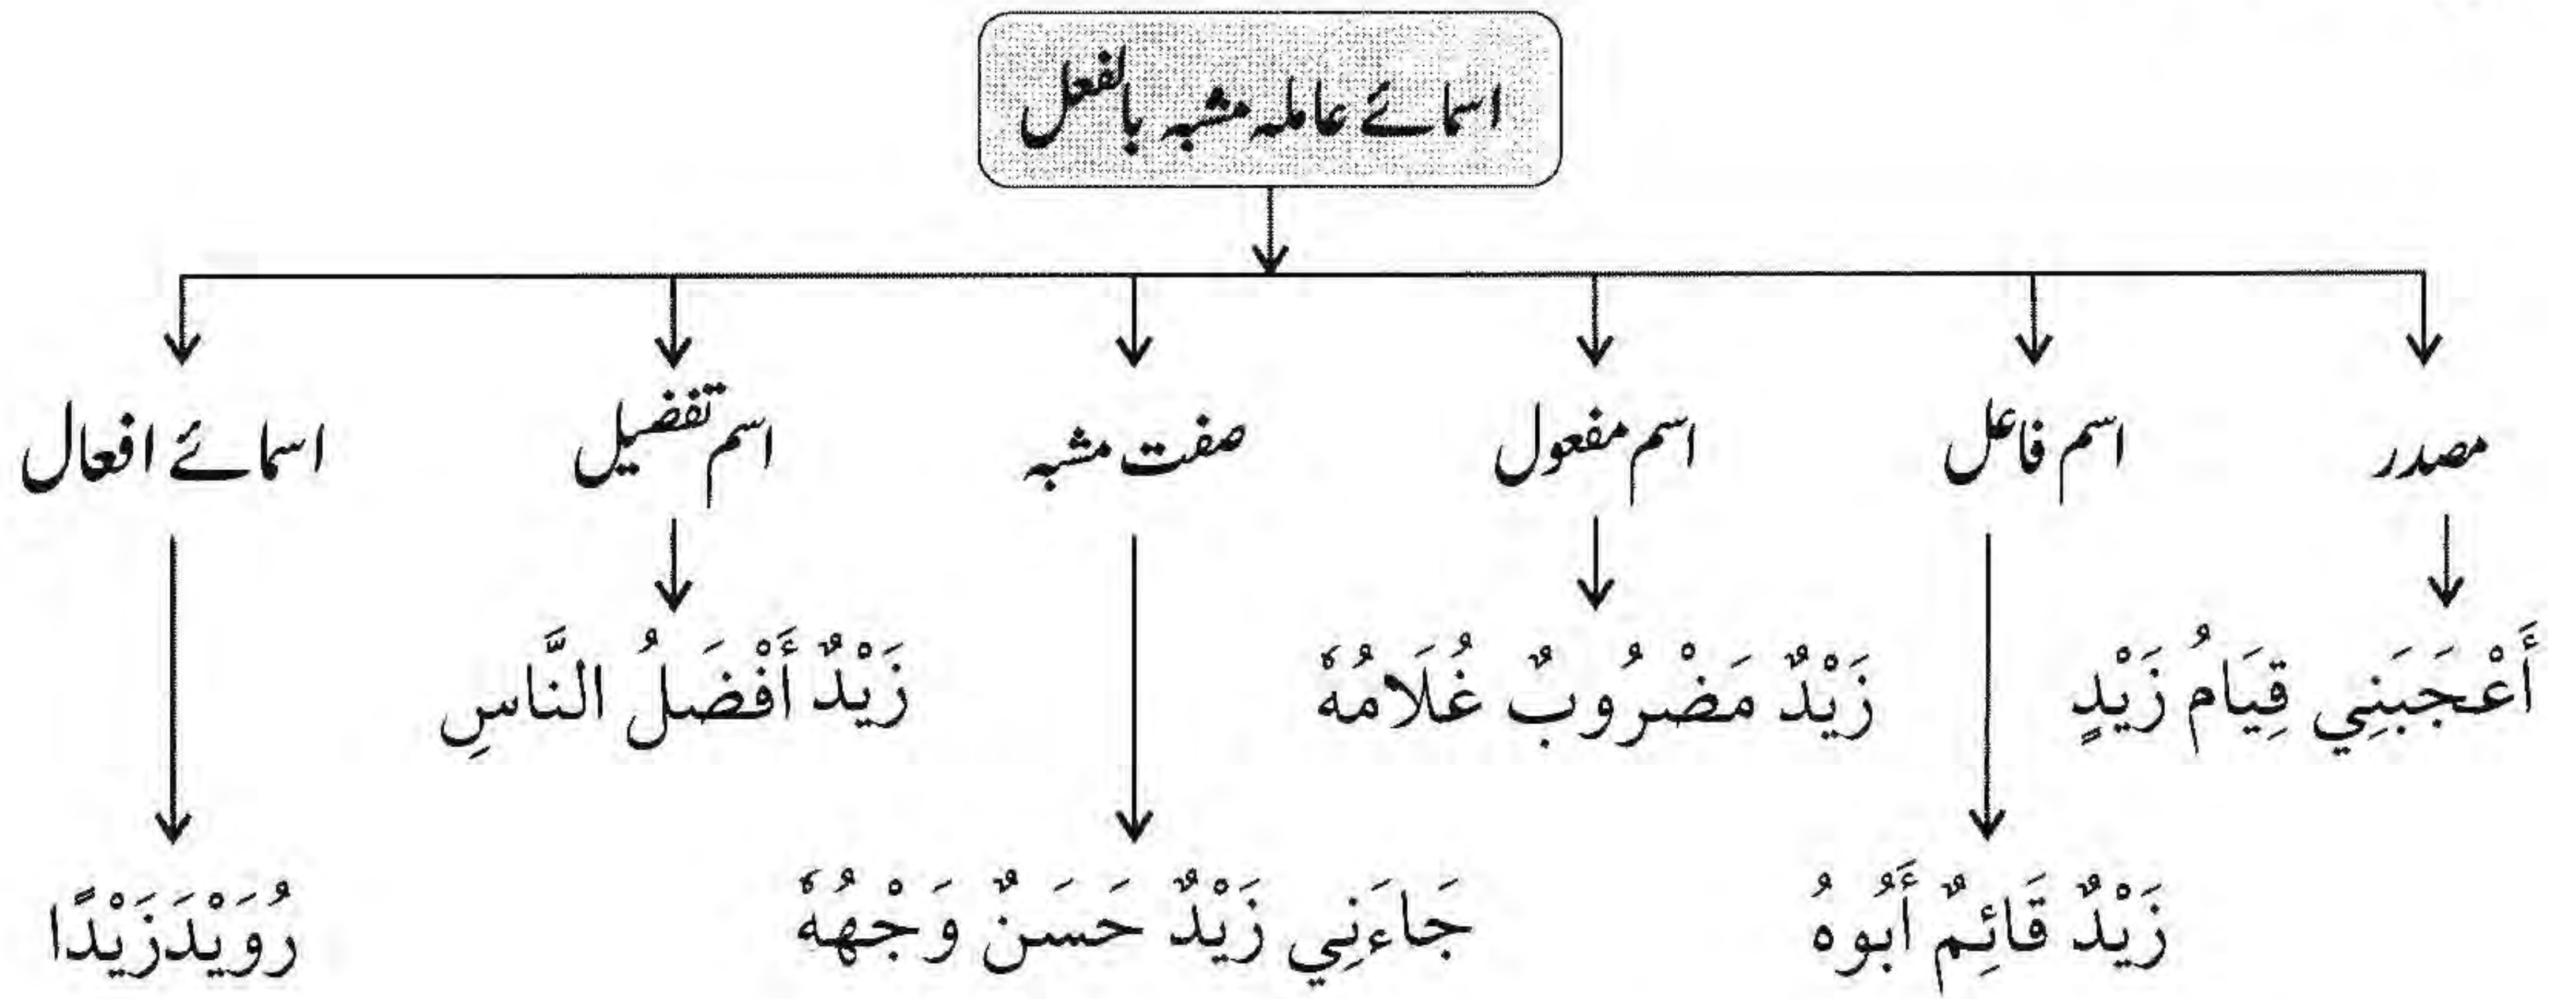 اسمائے عاملہ مشبہ بالفعل
مصدر
اسم فاعل
اسم مفعول
صفت مشبہ
اسم تفضیل
اسمائے افعال
أَعْجَبَنِي قِيَامُ زَيْدٍ
زَيْدٌ مَضْرُوبٌ غُلَامُهٗ
زَيْدٌ أَفْضَلُ النَّاسِ
زَيْدٌ قَائِمٌ أَبُوهُ
جَاءَنِي زَيْدٌ حَسَنٌ وَجْهُهٗ
رُوَيْدَ زَيْدًا